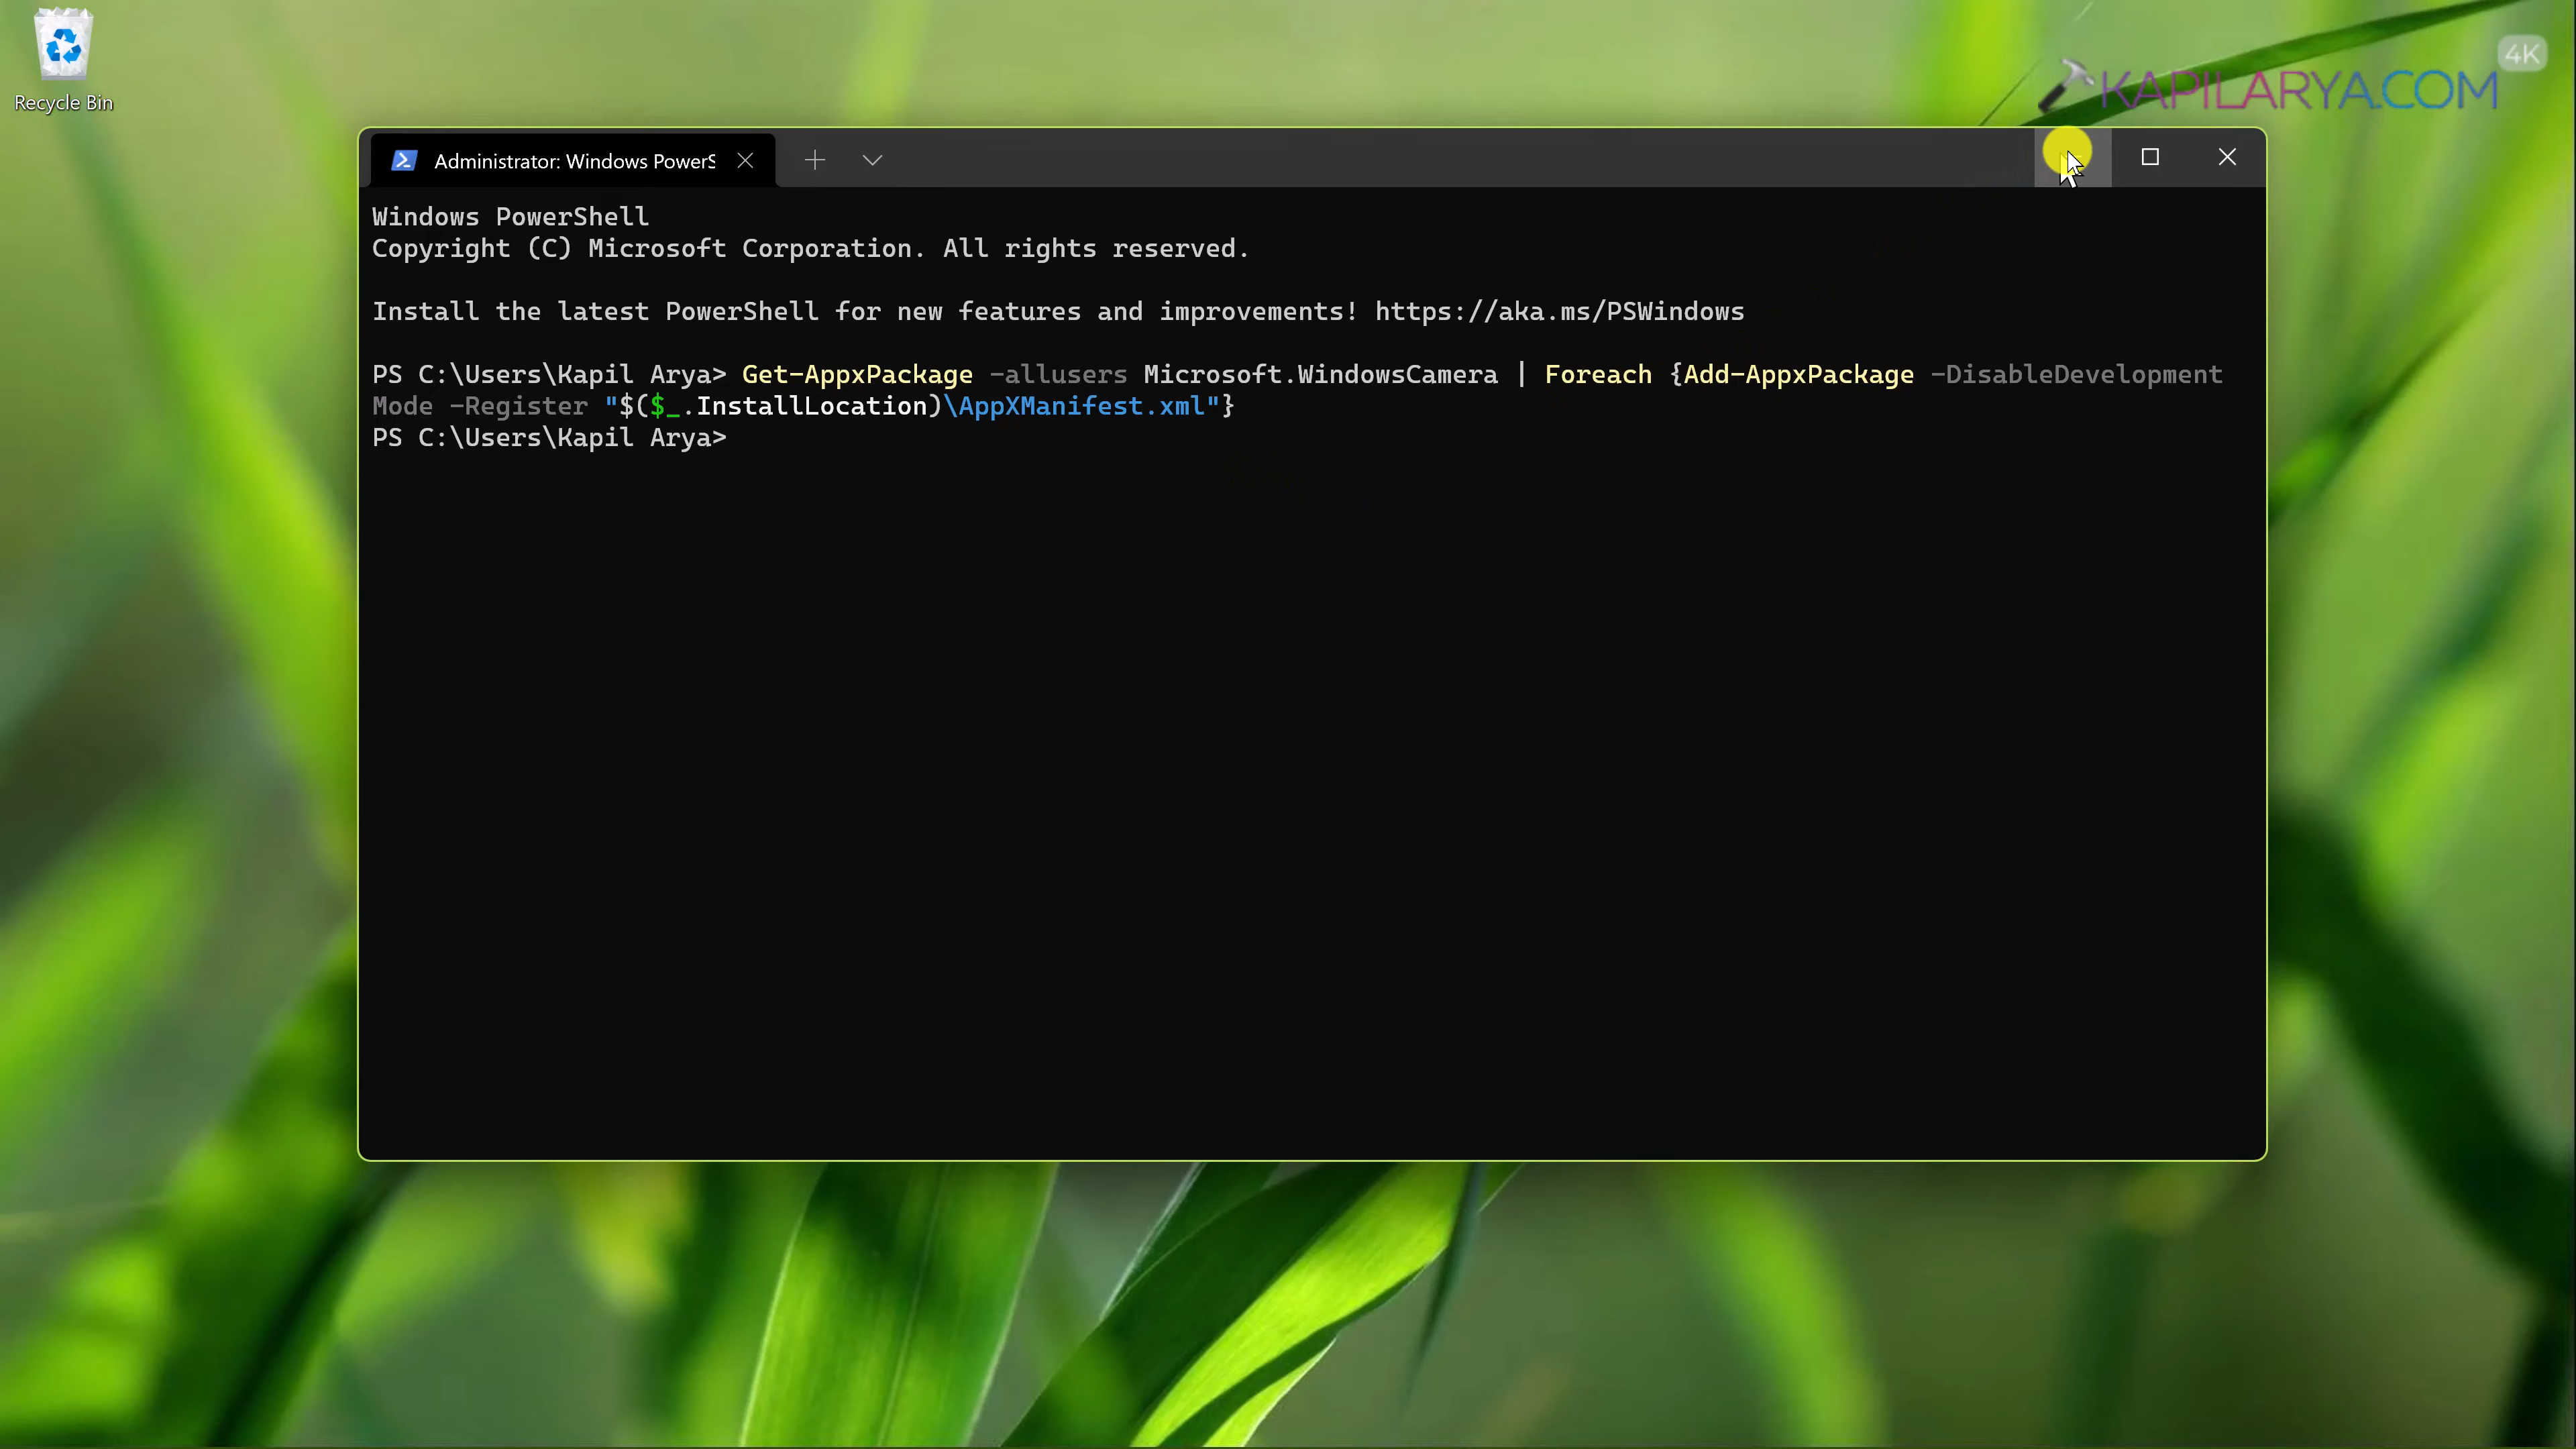 Recycle Bin
4K
KAPILARYA.COM
Administrator: Windows PowerS
Windows PowerShell
Copyright (C) Microsoft Corporation. All rights reserved.
Install the latest PowerShell for new features and improvements! https://aka.ms/PSWindows
PS C:\Users\Kapil Arya> Get-AppxPackage -allusers Microsoft.WindowsCamera | Foreach {Add-AppxPackage -DisableDevelopment
Mode -Register "$($_.InstallLocation)\AppXManifest.xml"}
PS C:\Users\Kapil Arya>